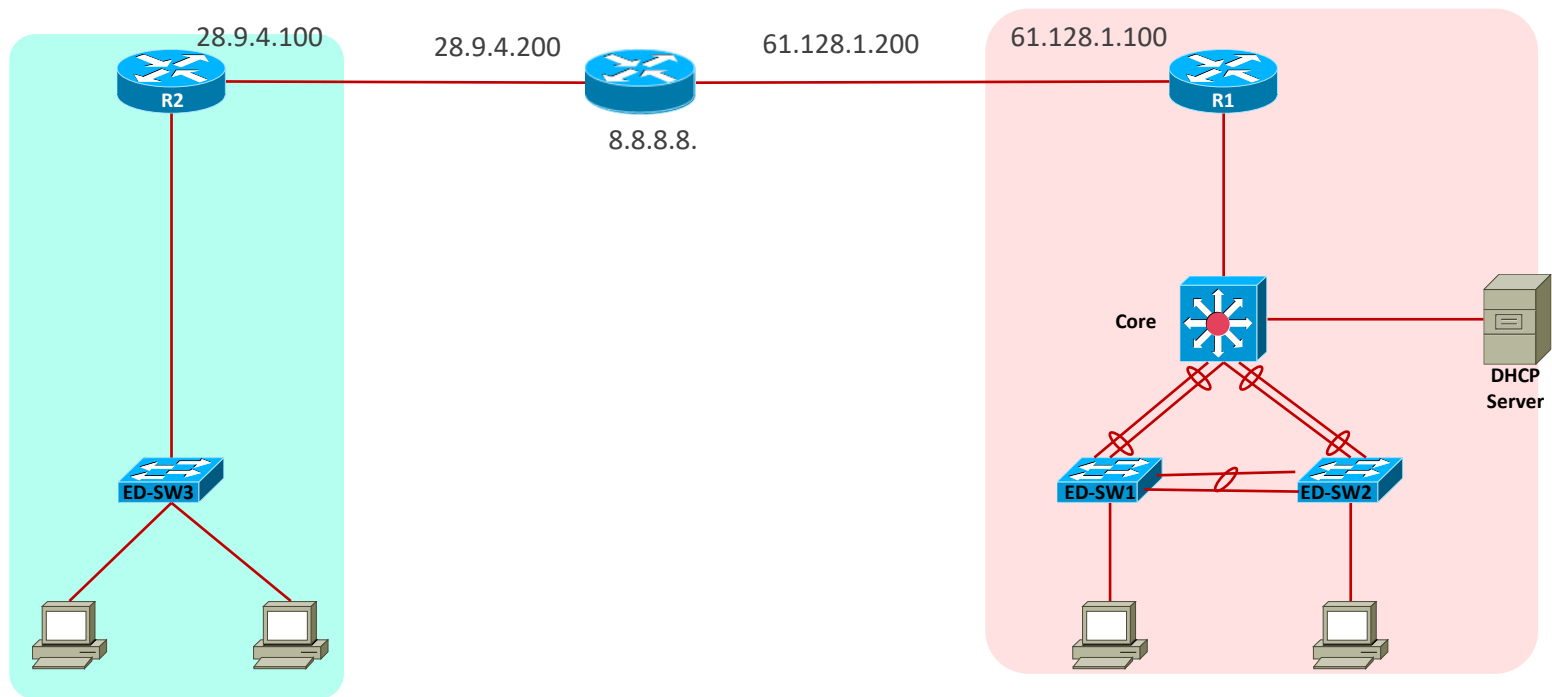 28.9.4.100
28.9.4.200
61.128.1.200
61.128.1.100
R2
R1
8.8.8.8.
Core
DHCP
Server
ED-SW3
ED-SW1
ED-SW2